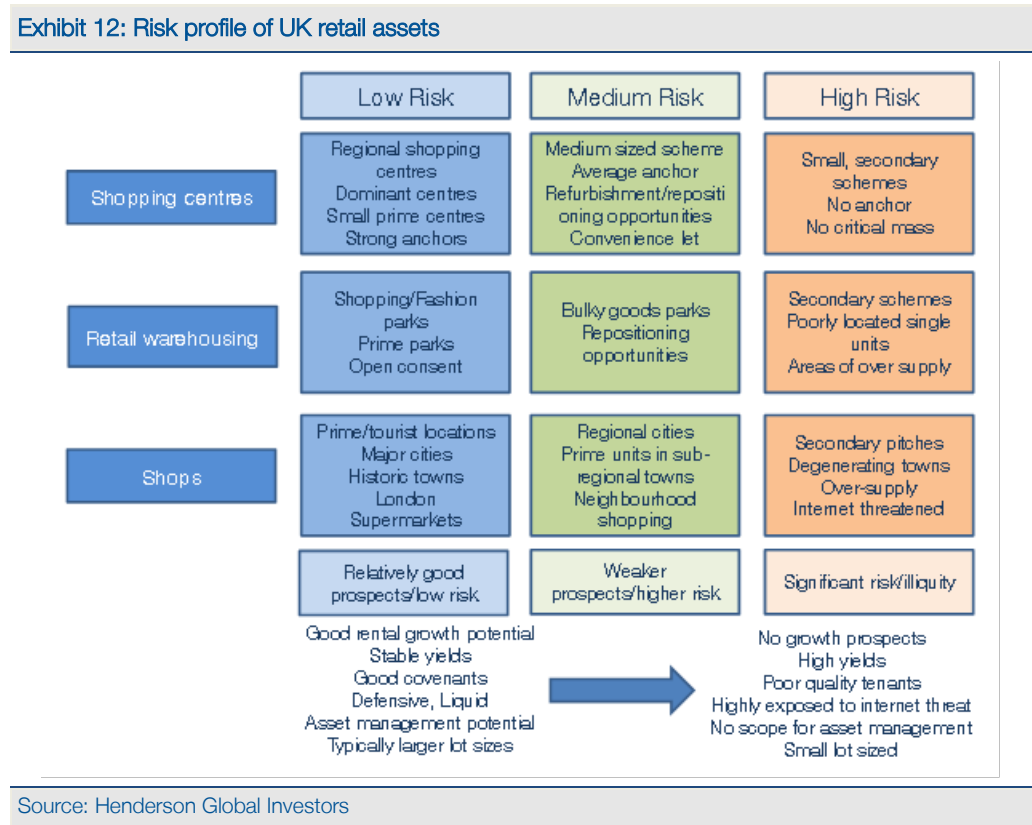 Exhibit 12: Risk profile of UK retail assets
Low Risk
Medium Risk
High Risk
Shopping centres
Regional shopping
centres
Dominant centres
Small prime centres
Strong anchors
Medium sized scheme
Average anchor
Refurbishment/repositi
oning opportunities
Convenience let
Small, secondary
schemes
No anchor
No critical mass
Retail warehousing
Shopping/Fashion
parks
Prime parks
Open consent
Bulky goods parks
Repositioning
opportunities
Secondary schemes
Poorly located single
units
Areas of over supply
Shops
Prime/tourist locations
Major cities
Historic towns
London
Supermarkets
Regional cities
Prime units in sub-
regional towns
Neighbourhood
shopping
Secondary pitches
Degenerating towns
Over-supply
Internet threatened
Relatively good
prospects/low risk
Weaker
prospects/higher risk
Significant risk/illiquity
Good rental growth potential
Stable yields
Good covenants
Defensive, Liquid
Asset management potential
Typically larger lot sizes
No growth prospects
High yields
Poor quality tenants
Highly exposed to internet threat
No scope for asset management
Small lot sized
Source: Henderson Global Investors